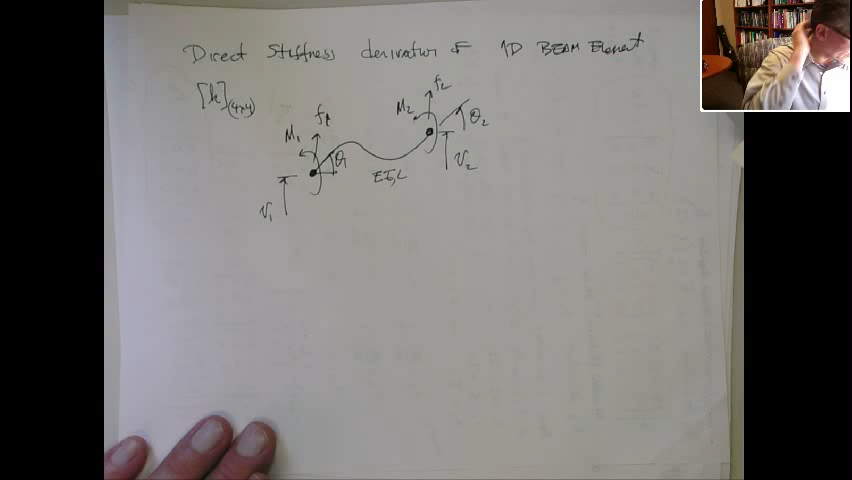 Direct Stiffness derivation of 1D BEAM Element
[k](4x4)
f1
M1
θ1
v1
EI,L
M2
f2
θ2
v2